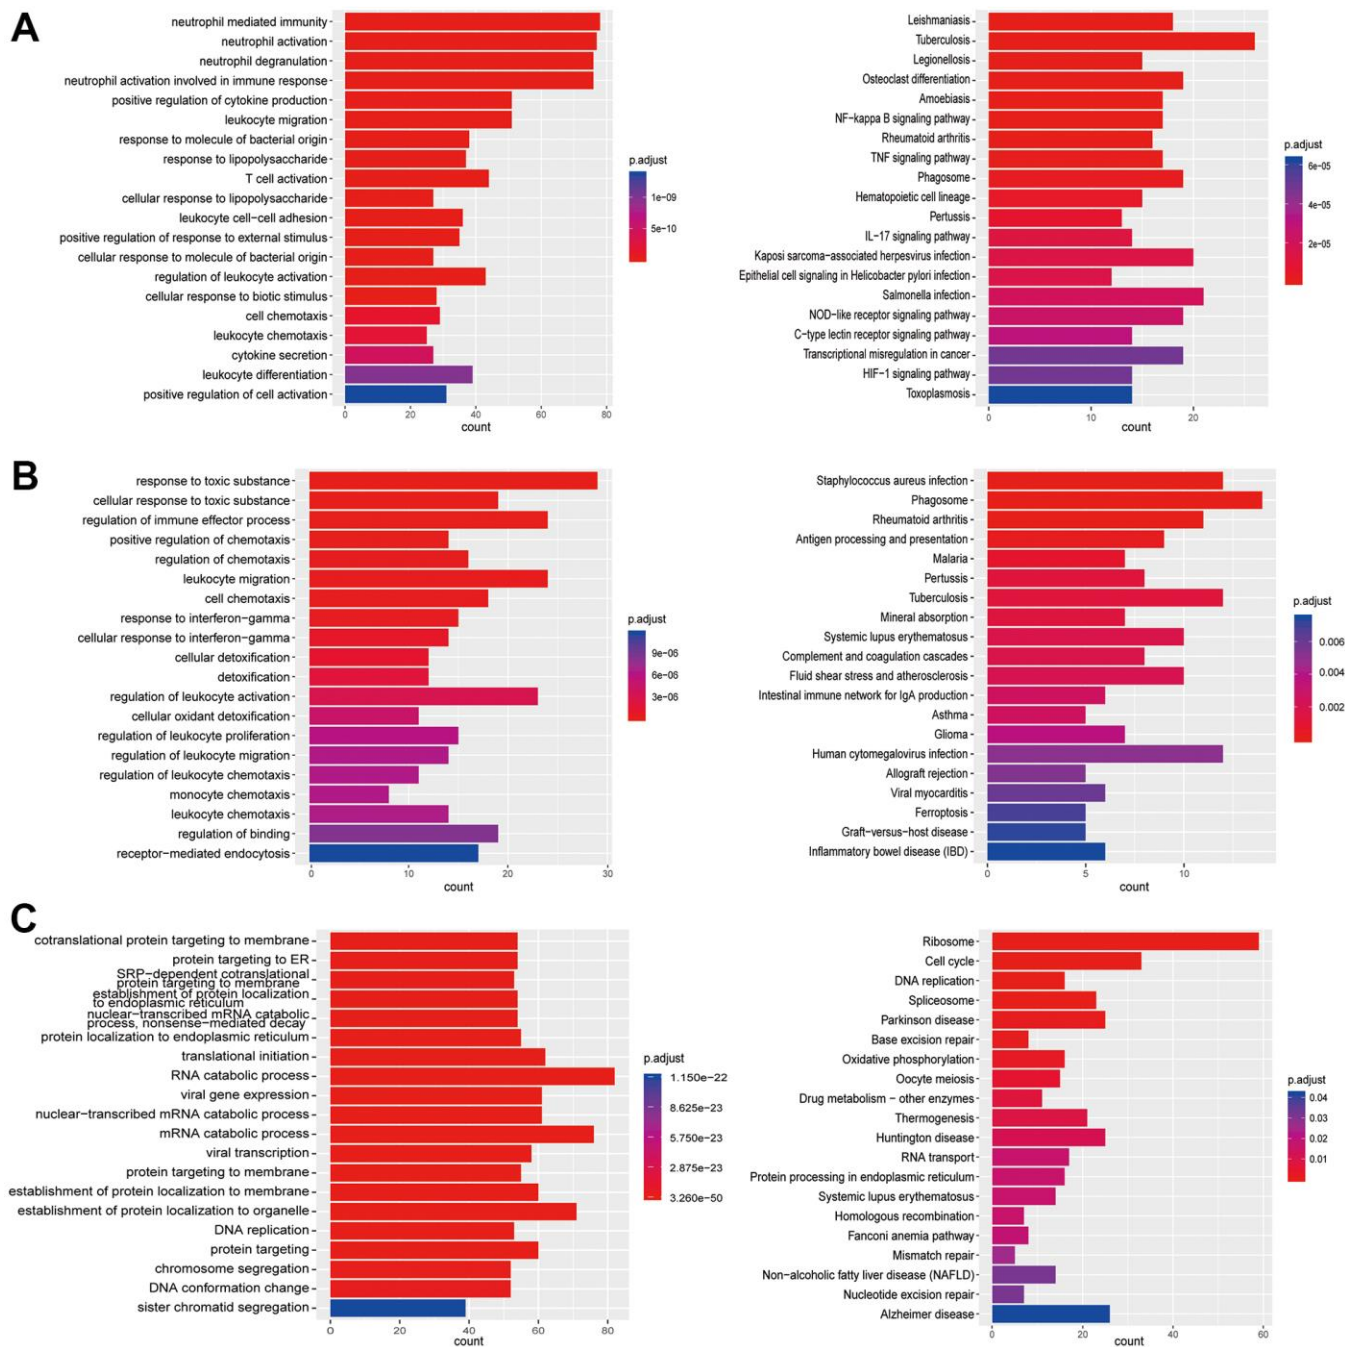 A
neutrophil mediated immunity
neutrophil activation
neutrophil degranulation
neutrophil activation involved in immune response
positive regulation of cytokine production
leukocyte migration
response to molecule of bacterial origin
response to lipopolysaccharide
T cell activation
cellular response to lipopolysaccharide
leukocyte cell−cell adhesion
positive regulation of response to external stimulus
cellular response to molecule of bacterial origin
regulation of leukocyte activation
cellular response to biotic stimulus
cell chemotaxis
leukocyte chemotaxis
cytokine secretion
leukocyte differentiation
positive regulation of cell activation
0 20 40 60 80
count
p.adjust
1e−09
5e−10
Leishmaniasis
Tuberculosis
Legionellosis
Osteoclast differentiation
Amoebiasis
NF−kappa B signaling pathway
Rheumatoid arthritis
TNF signaling pathway
Phagosome
Hematopoietic cell lineage
Pertussis
IL−17 signaling pathway
Kaposi sarcoma−associated herpesvirus infection
Epithelial cell signaling in Helicobacter pylori infection
Salmonella infection
NOD−like receptor signaling pathway
C−type lectin receptor signaling pathway
Transcriptional misregulation in cancer
HIF−1 signaling pathway
Toxoplasmosis
0 10 20
count
p.adjust
6e−05
4e−05
2e−05
B
response to toxic substance
cellular response to toxic substance
regulation of immune effector process
positive regulation of chemotaxis
regulation of chemotaxis
leukocyte migration
cell chemotaxis
response to interferon−gamma
cellular response to interferon−gamma
cellular detoxification
detoxification
regulation of leukocyte activation
cellular oxidant detoxification
regulation of leukocyte proliferation
regulation of leukocyte migration
regulation of leukocyte chemotaxis
monocyte chemotaxis
leukocyte chemotaxis
regulation of binding
receptor−mediated endocytosis
0 10 20 30
count
p.adjust
9e−06
6e−06
3e−06
Staphylococcus aureus infection
Phagosome
Rheumatoid arthritis
Antigen processing and presentation
Malaria
Pertussis
Tuberculosis
Mineral absorption
Systemic lupus erythematosus
Complement and coagulation cascades
Fluid shear stress and atherosclerosis
Intestinal immune network for IgA production
Asthma
Glioma
Human cytomegalovirus infection
Allograft rejection
Viral myocarditis
Ferroptosis
Graft−versus−host disease
Inflammatory bowel disease (IBD)
0 5 10
count
p.adjust
0.006
0.004
0.002
C
cotranslational protein targeting to membrane
protein targeting to ER
SRP−dependent cotranslational
protein targeting to membrane
establishment of protein localization
to endoplasmic reticulum
nuclear−transcribed mRNA catabolic
process, nonsense−mediated decay
protein localization to endoplasmic reticulum
translational initiation
RNA catabolic process
viral gene expression
nuclear−transcribed mRNA catabolic process
mRNA catabolic process
viral transcription
protein targeting to membrane
establishment of protein localization to membrane
establishment of protein localization to organelle
DNA replication
protein targeting
chromosome segregation
DNA conformation change
sister chromatid segregation
0 20 40 60 80
count
p.adjust
1.150e−22
8.625e−23
5.750e−23
2.875e−23
3.260e−50
Ribosome
Cell cycle
DNA replication
Spliceosome
Parkinson disease
Base excision repair
Oxidative phosphorylation
Oocyte meiosis
Drug metabolism − other enzymes
Thermogenesis
Huntington disease
RNA transport
Protein processing in endoplasmic reticulum
Systemic lupus erythematosus
Homologous recombination
Fanconi anemia pathway
Mismatch repair
Non−alcoholic fatty liver disease (NAFLD)
Nucleotide excision repair
Alzheimer disease
0 20 40 60
count
p.adjust
0.04
0.03
0.02
0.01